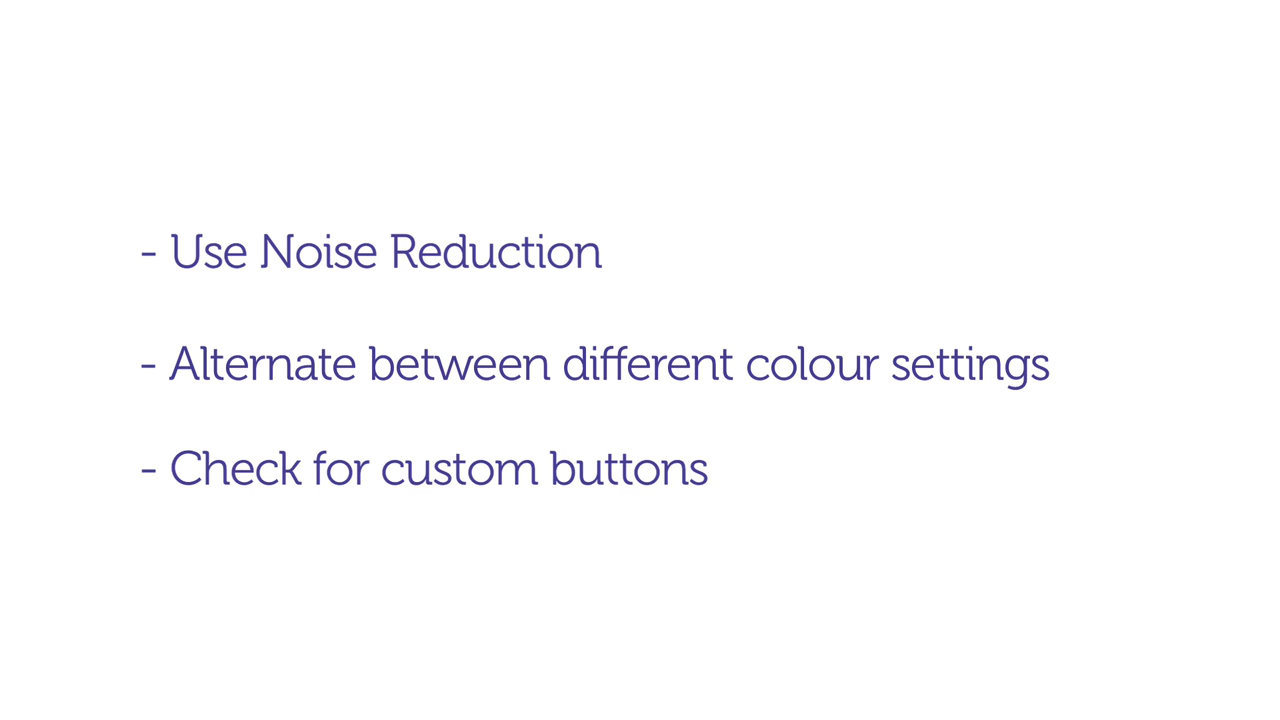 - Use Noise Reduction
- Alternate between different colour settings
- Check for custom buttons